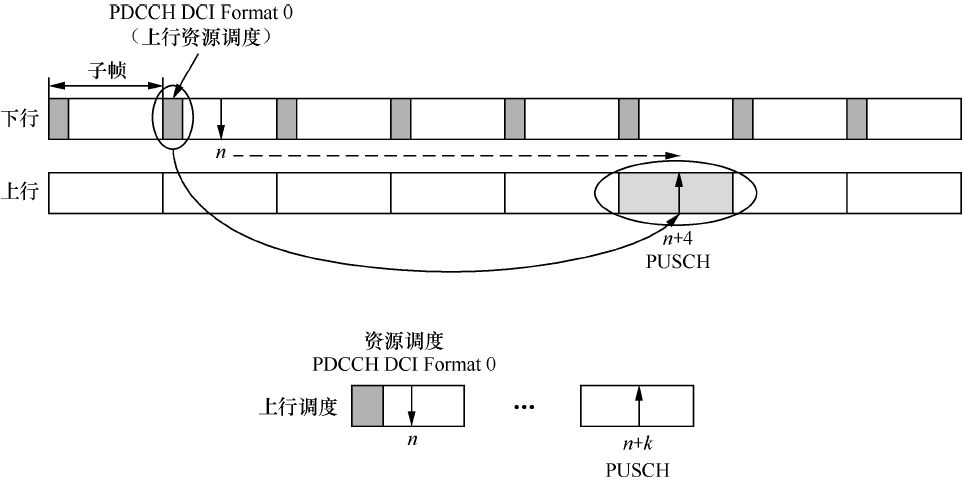 PDCCH DCI Format 0
（上行资源调度）
子帧
下行
n
上行
n+4
PUSCH
资源调度
PDCCH DCI Format 0
上行调度
...
n
n+k
PUSCH